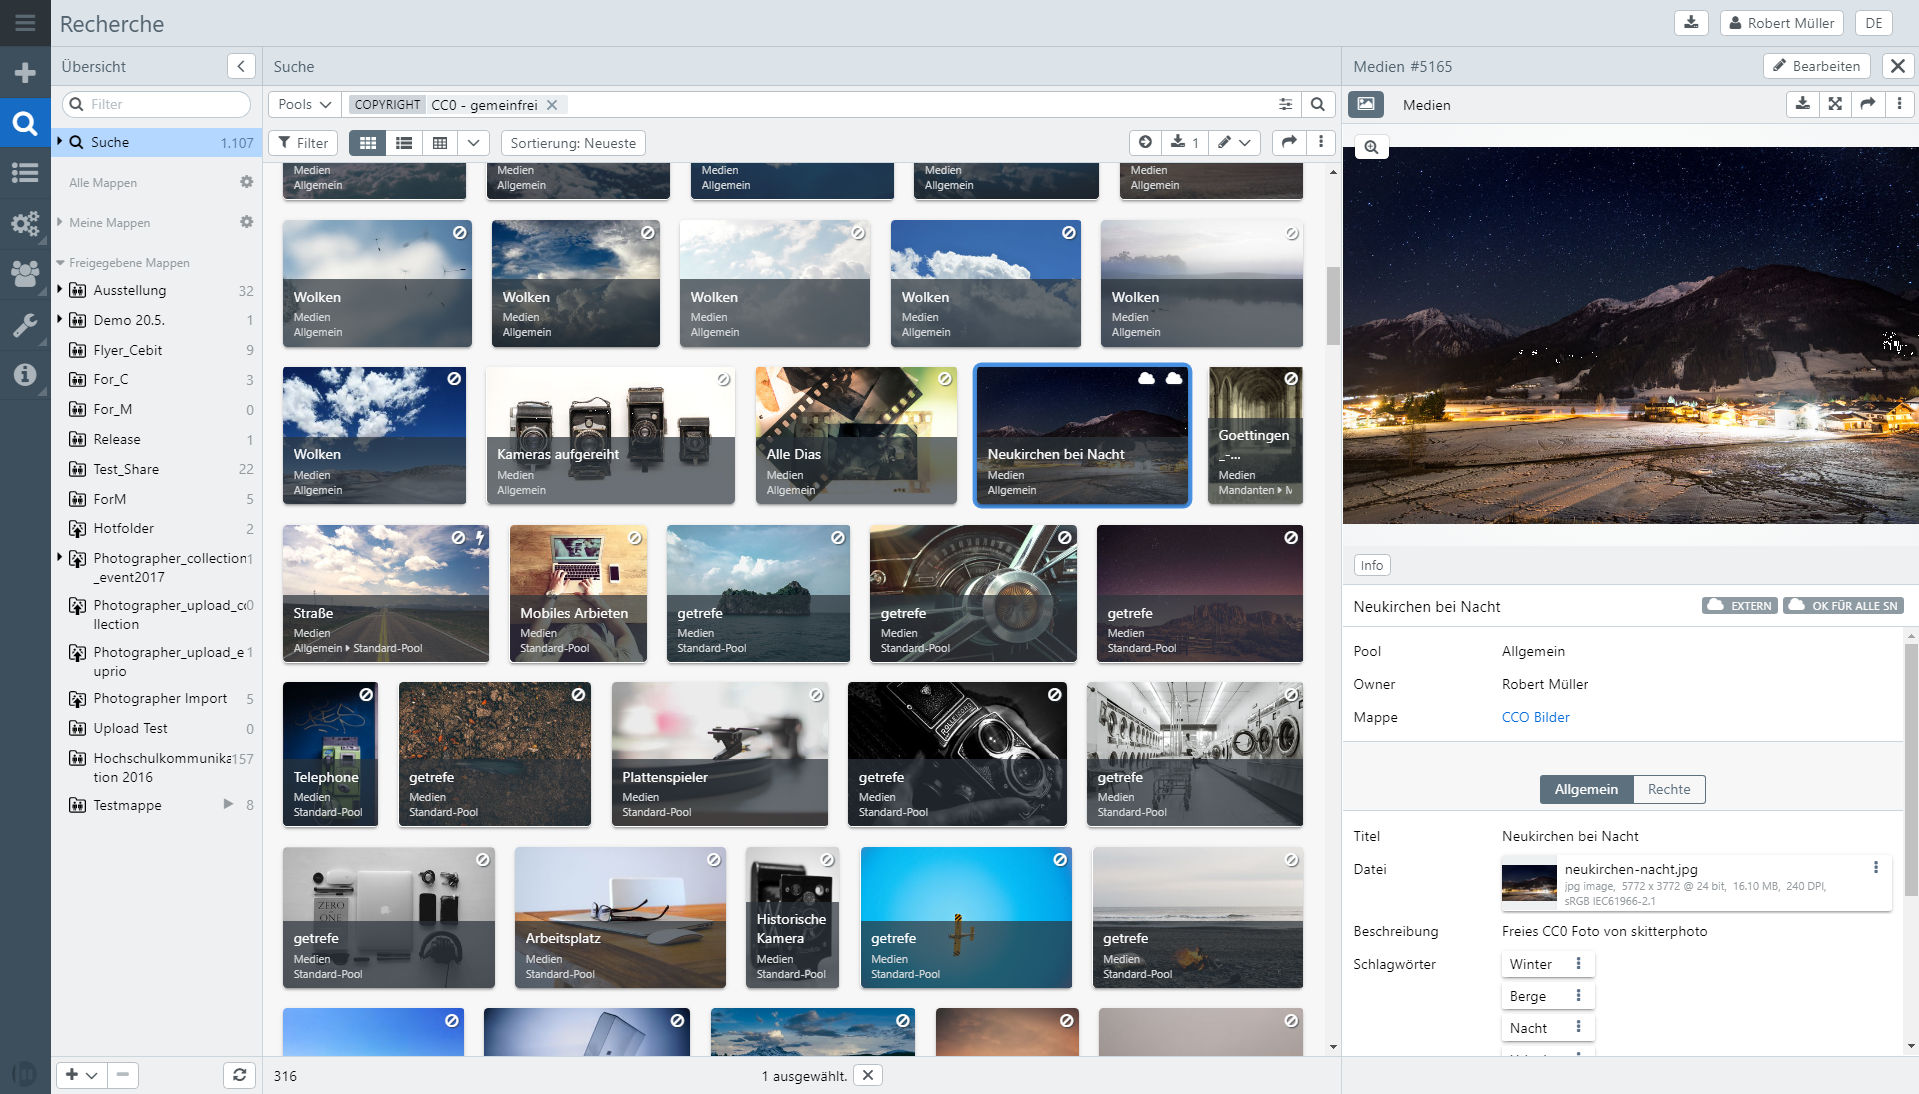 Recherche
Robert Müller
DE
Übersicht
Filter
Suche 1.107
Alle Mappen
Meine Mappen
Freigegebene Mappen
Ausstellung 32
Demo 20.5. 1
Flyer_Cebit 9
For_C 3
For_M 0
Release 1
Test_Share 22
ForM 5
Hotfolder 2
Photographer_collection 1
_event2017
Photographer_upload_co 0
llection
Photographer_upload_e 1
uprio
Photographer Import 5
Upload Test 0
Hochschulkommunika 157
tion 2016
Testmappe 8
Suche
Pools COPYRIGHT CC0 - gemeinfrei
Filter Sortierung: Neueste 1
Medien Medien Medien Medien Medien
Allgemein Allgemein Allgemein Allgemein Allgemein
Wolken Wolken Wolken Wolken Wolken
Medien Medien Medien Medien Medien
Allgemein Allgemein Allgemein Allgemein Allgemein
Wolken Kameras aufgereiht Alle Dias Neukirchen bei Nacht Goettingen
_-...
Medien Medien Medien Medien Medien
Allgemein Allgemein Allgemein Allgemein Mandanten M
Straße Mobiles Arbieten getrefe getrefe getrefe
Medien Medien Medien Medien Medien
Allgemein Standard-Pool Standard-Pool Standard-Pool Standard-Pool Standard-Pool
Telephone getrefe Plattenspieler getrefe getrefe
Medien Medien Medien Medien Medien
Standard-Pool Standard-Pool Standard-Pool Standard-Pool Standard-Pool
ZERO
ONE
getrefe Arbeitsplatz Historische
Kamera getrefe getrefe
Medien Medien Medien Medien Medien
Standard-Pool Standard-Pool Standard-Pool Standard-Pool Standard-Pool
316
1 ausgewählt.
Medien #5165
Bearbeiten
Medien
Info
Neukirchen bei Nacht EXTERN OK FÜR ALLE SN
Pool Allgemein
Owner Robert Müller
Mappe CCO Bilder
Allgemein Rechte
Titel Neukirchen bei Nacht
Datei neukirchen-nacht.jpg
jpg image, 5772 x 3772 @ 24 bit, 16.10 MB, 240 DPI,
sRGB IEC61966-2.1
Beschreibung Freies CC0 Foto von skitterphoto
Schlagwörter Winter
Berge
Nacht